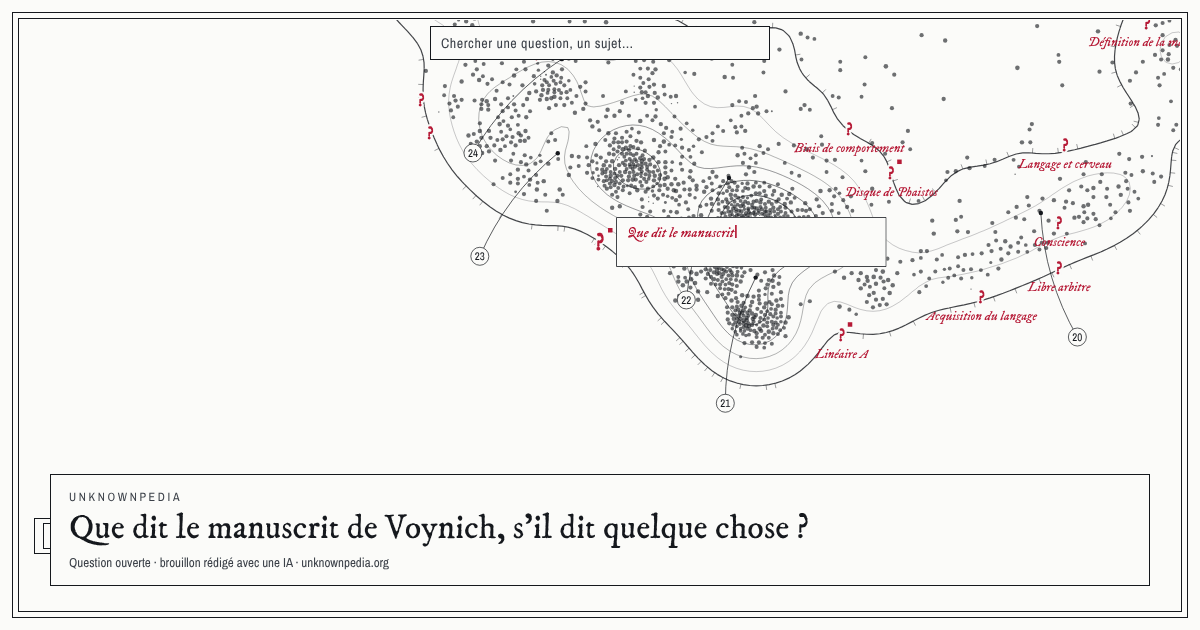 Chercher une question, un sujet...
Définition de la
Biais de comportement
Langage et cerveau
24
Disque de Phaistos
Que dit le manuscrit
Conscience
23
Libre arbitre
22
Acquisition du langage
20
Linéaire A
21
UNKNOWNPEDIA
Que dit le manuscrit de Voynich, s'il dit quelque chose ?
Question ouverte · brouillon rédigé avec une IA · unknownpedia.org